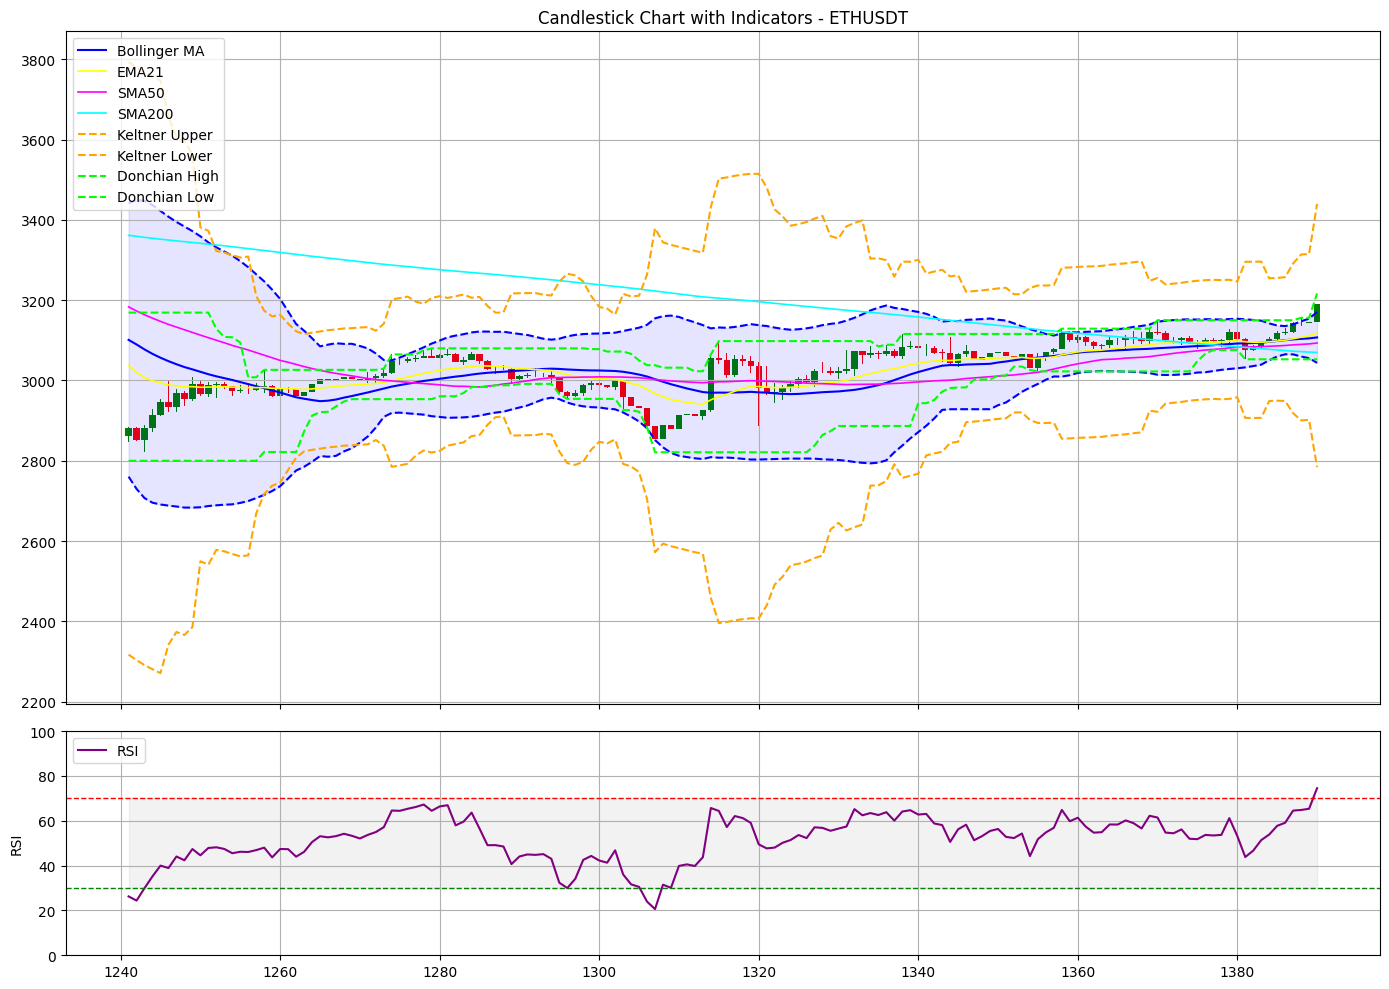 Candlestick Chart with Indicators - ETHUSDT
3800
3600
3400
3200
3000
2800
2600
2400
2200
Bollinger MA
EMA21
SMA50
SMA200
Keltner Upper
Keltner Lower
Donchian High
Donchian Low
100
80
60
40
20
0
RSI
RSI
1240 1260 1280 1300 1320 1340 1360 1380